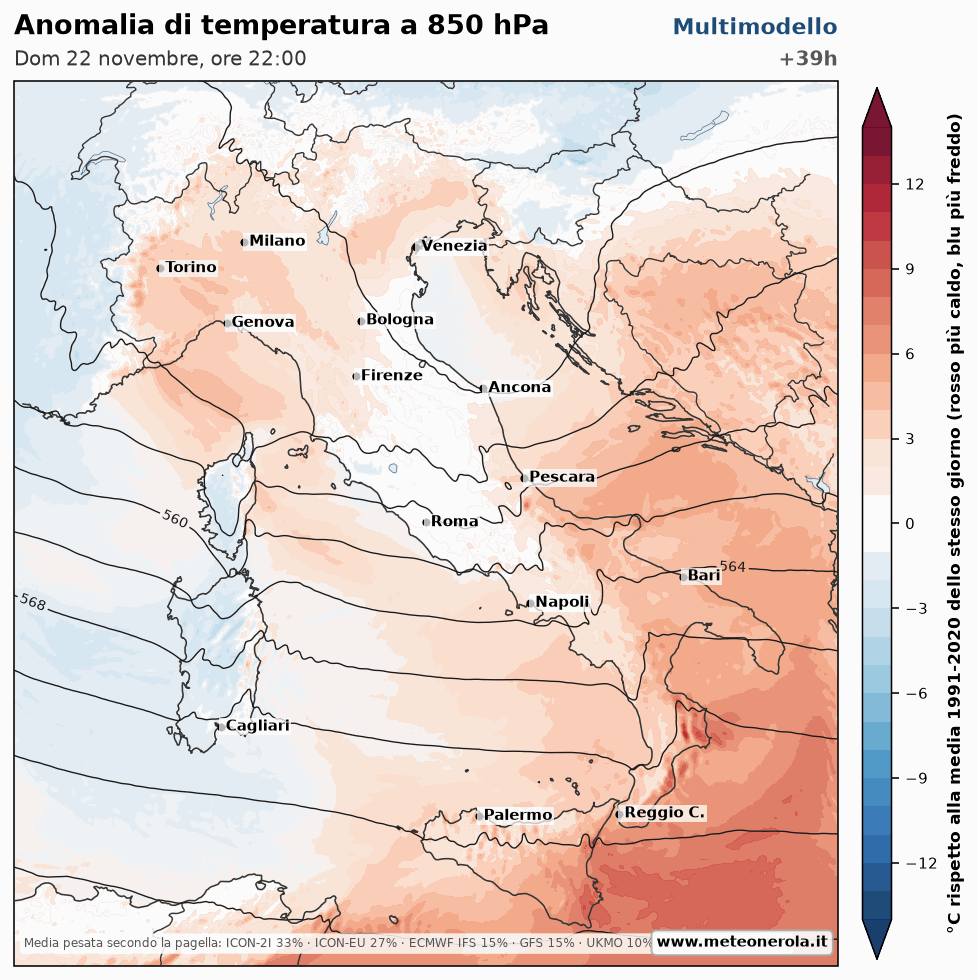 Anomalia di temperatura a 850 hPa
Multimodello
Dom 22 novembre, ore 22:00
+39h
Milano
Venezia
Torino
Genova
Bologna
Firenze
Ancona
Pescara
560
Roma
564
Bari
568
Napoli
Cagliari
Palermo
Reggio C.
Media pesata secondo la pagella: ICON-2I 33% · ICON-EU 27% · ECMWF IFS 15% · GFS 15% · UKMO 10%
www.meteonerola.it
12
9
6
3
0
−3
−6
−9
−12
°C rispetto alla media 1991-2020 dello stesso giorno (rosso più caldo, blu più freddo)